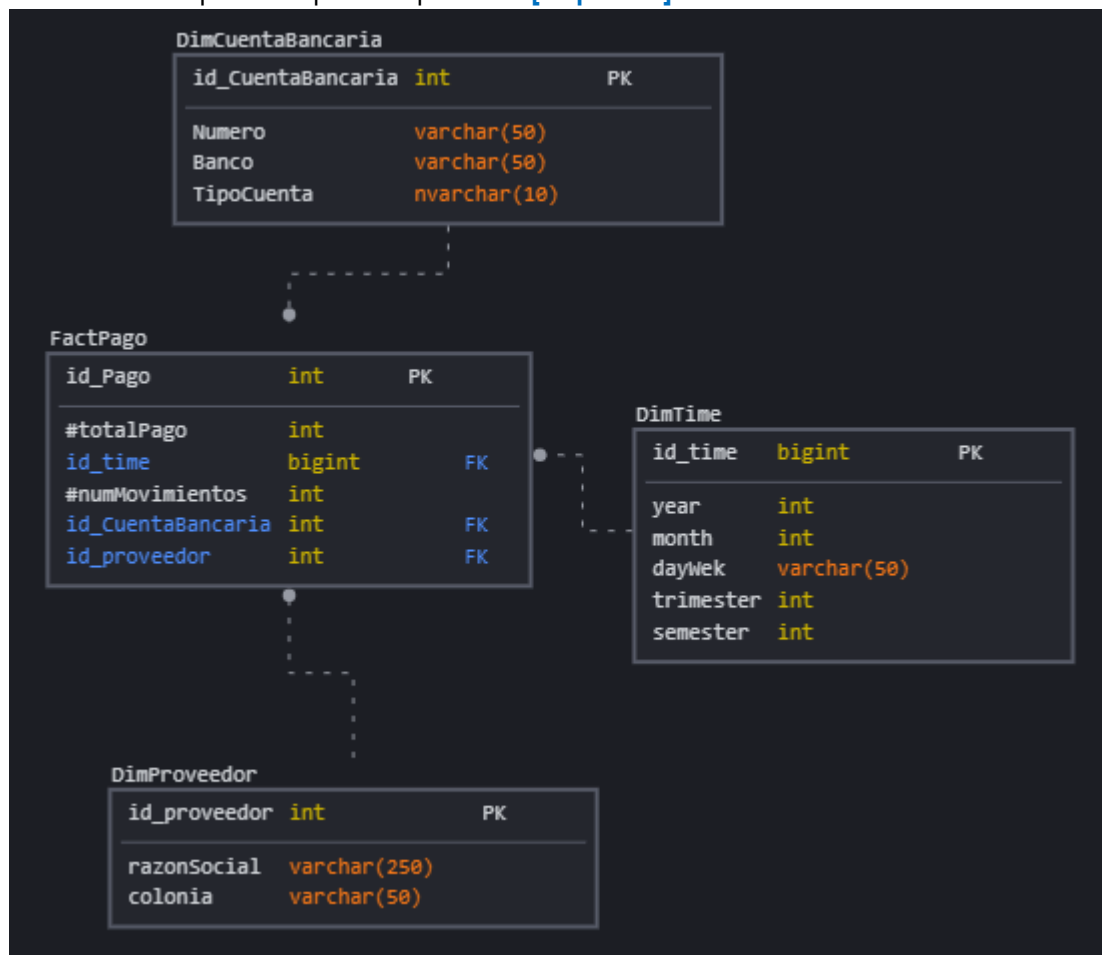 DimCuentaBancaria
id_CuentaBancaria int PK
Numero varchar(50)
Banco varchar(50)
TipoCuenta nvarchar(10)
FactPago
id_Pago int PK
#totalPago int
id_time bigint FK
#numMovimientos int
id_CuentaBancaria int FK
id_proveedor int FK
DimTime
id_time bigint PK
year int
month int
dayWek varchar(50)
trimester int
semester int
DimProveedor
id_proveedor int PK
razonSocial varchar(250)
colonia varchar(50)